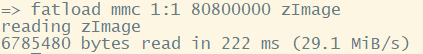 => fatload mmc 1:1 80800000 zImage
reading zImage
6785480 bytes read in 222 ms (29.1 MiB/s)